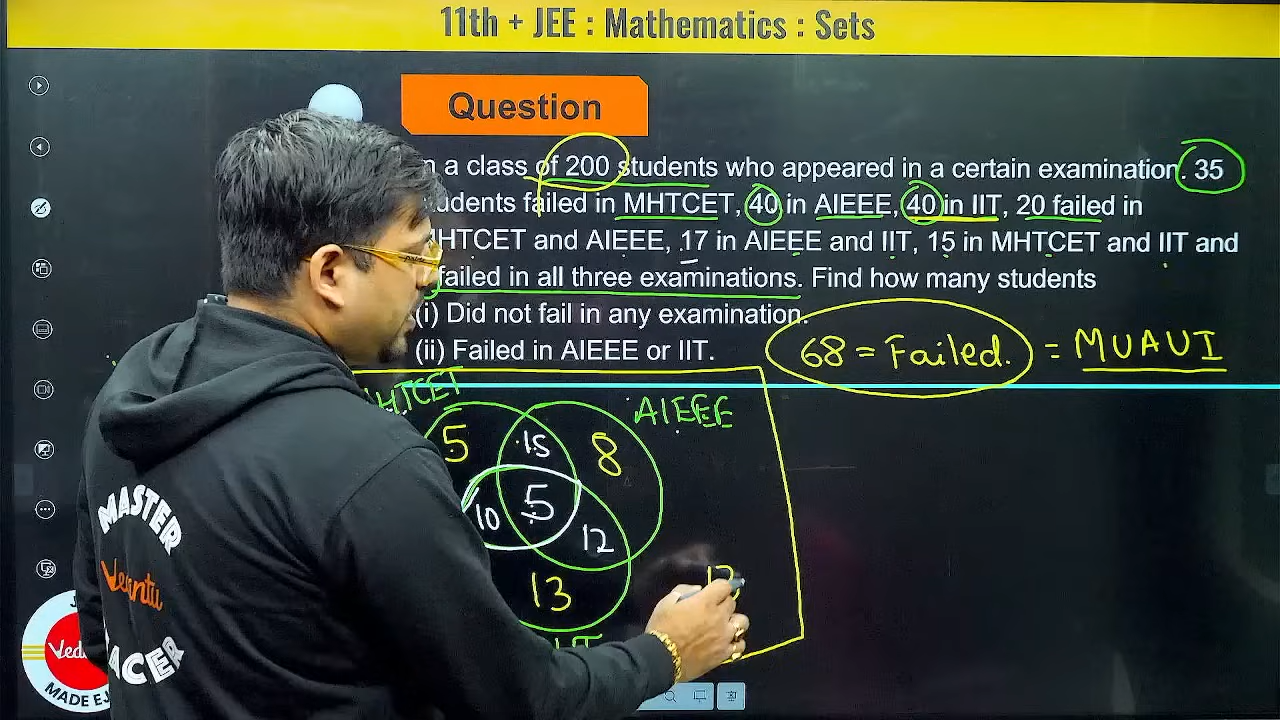 11th + JEE : Mathematics : Sets
Question
a class of 200 students who appeared in a certain examination. 35
failed in MHTCET, 40 in AIEEE, 40 in IIT, 20 failed in
and AIEEE, 17 in AIEEE and IIT, 15 in MHTCET and IIT and
failed in all three examinations. Find how many students
(i) Did not fail in any examination.
(ii) Failed in AIEEE or IIT.
68 = Failed. = MUAUI
AIEEE
5 15 8
10 5 12
13
MASTER
Vedantu
MADE